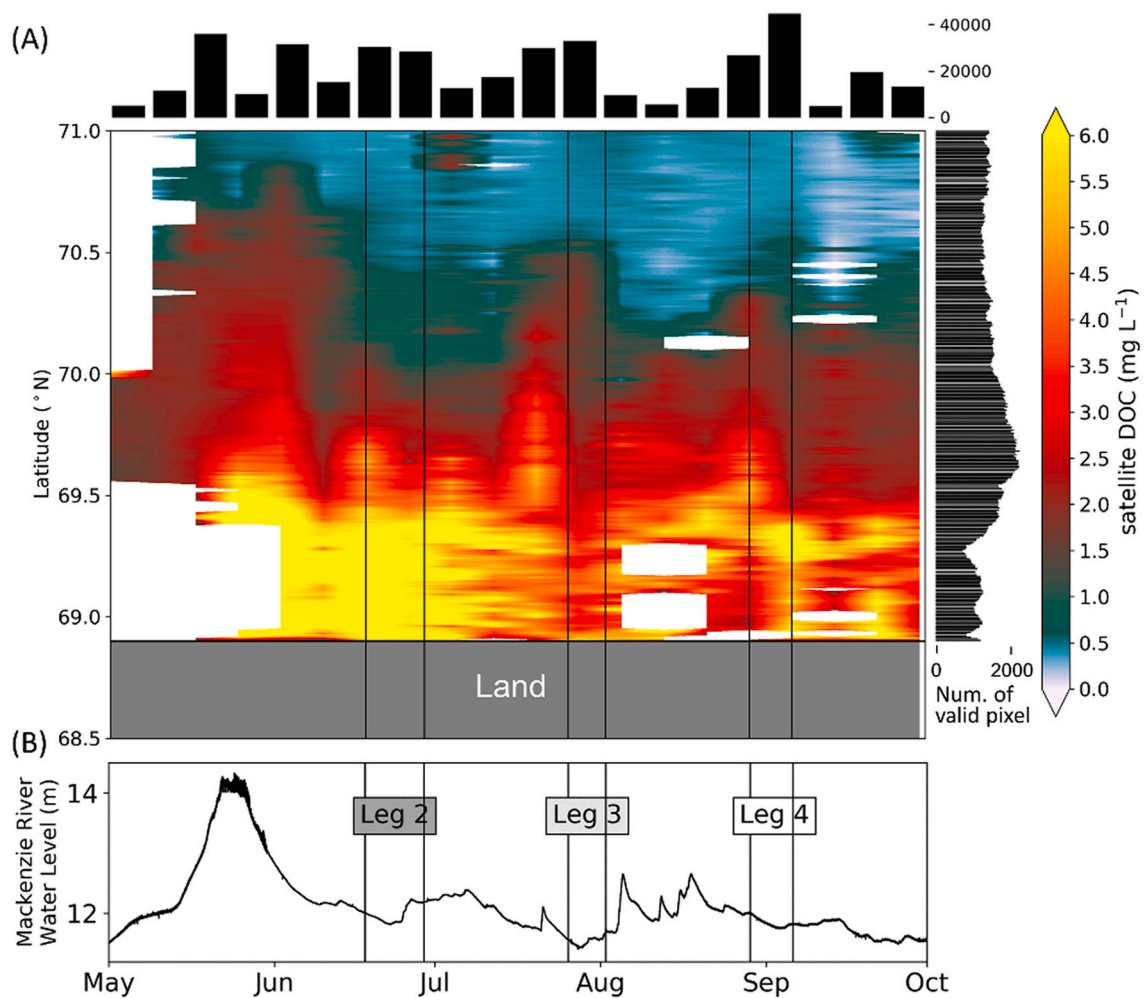 (A)
- 40000
- 20000
- 0
71.0
70.5
70.0
69.5
69.0
68.5
Latitude (°N)
Land
0 2000
Num. of
valid pixel
6.0
5.5
5.0
4.5
4.0
3.5
3.0
2.5
2.0
1.5
1.0
0.5
0.0
satellite DOC (mg L⁻¹)
(B)
Mackenzie River
Water Level (m)
14
12
Leg 2
Leg 3
Leg 4
May Jun Jul Aug Sep Oct